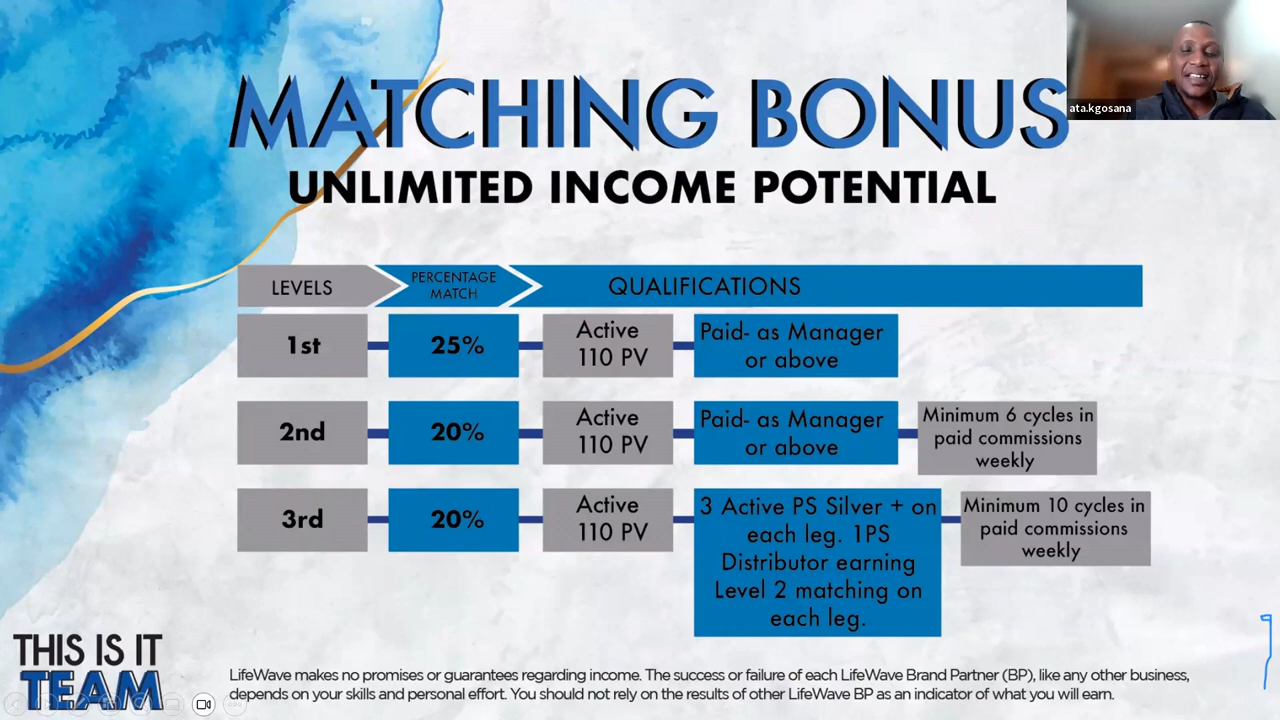 MATCHING BONUS
ata.kgosana
UNLIMITED INCOME POTENTIAL
LEVELS
PERCENTAGE
MATCH
QUALIFICATIONS
1st
25%
Active
110 PV
Paid- as Manager
or above
2nd
20%
Active
110 PV
Paid- as Manager
or above
Minimum 6 cycles in
paid commissions
weekly
3rd
20%
Active
110 PV
3 Active PS Silver + on
each leg. 1PS
Distributor earning
Level 2 matching on
each leg.
Minimum 10 cycles in
paid commissions
weekly
THIS IS IT
TEAM
LifeWave makes no promises or guarantees regarding income. The success or failure of each LifeWave Brand Partner (BP), like any other business,
depends on your skills and personal effort. You should not rely on the results of other LifeWave BP as an indicator of what you will earn.